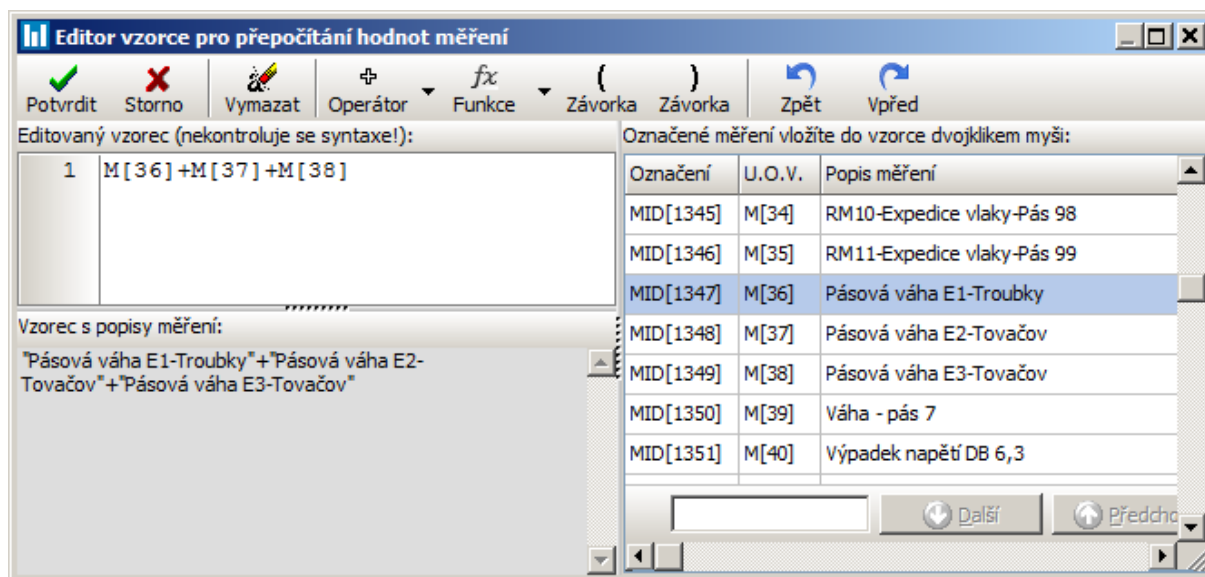 Editor vzorce pro přepočítání hodnot měření
Potvrdit Storno Vymazat Operátor fx Funkce ( Závorka ) Závorka Zpět Vpřed
Editovaný vzorec (nekontroluje se syntaxe!):
1 M[36]+M[37]+M[38]
Vzorec s popisy měření:
"Pásová váha E1-Troubky"+"Pásová váha E2-
Tovačov"+"Pásová váha E3-Tovačov"
Označené měření vložíte do vzorce dvojklikem myši:
Označení U.O.V. Popis měření
MID[1345] M[34] RM10-Expedice vlaky-Pás 98
MID[1346] M[35] RM11-Expedice vlaky-Pás 99
MID[1347] M[36] Pásová váha E1-Troubky
MID[1348] M[37] Pásová váha E2-Tovačov
MID[1349] M[38] Pásová váha E3-Tovačov
MID[1350] M[39] Váha - pás 7
MID[1351] M[40] Výpadek napětí DB 6,3
Další Předcho